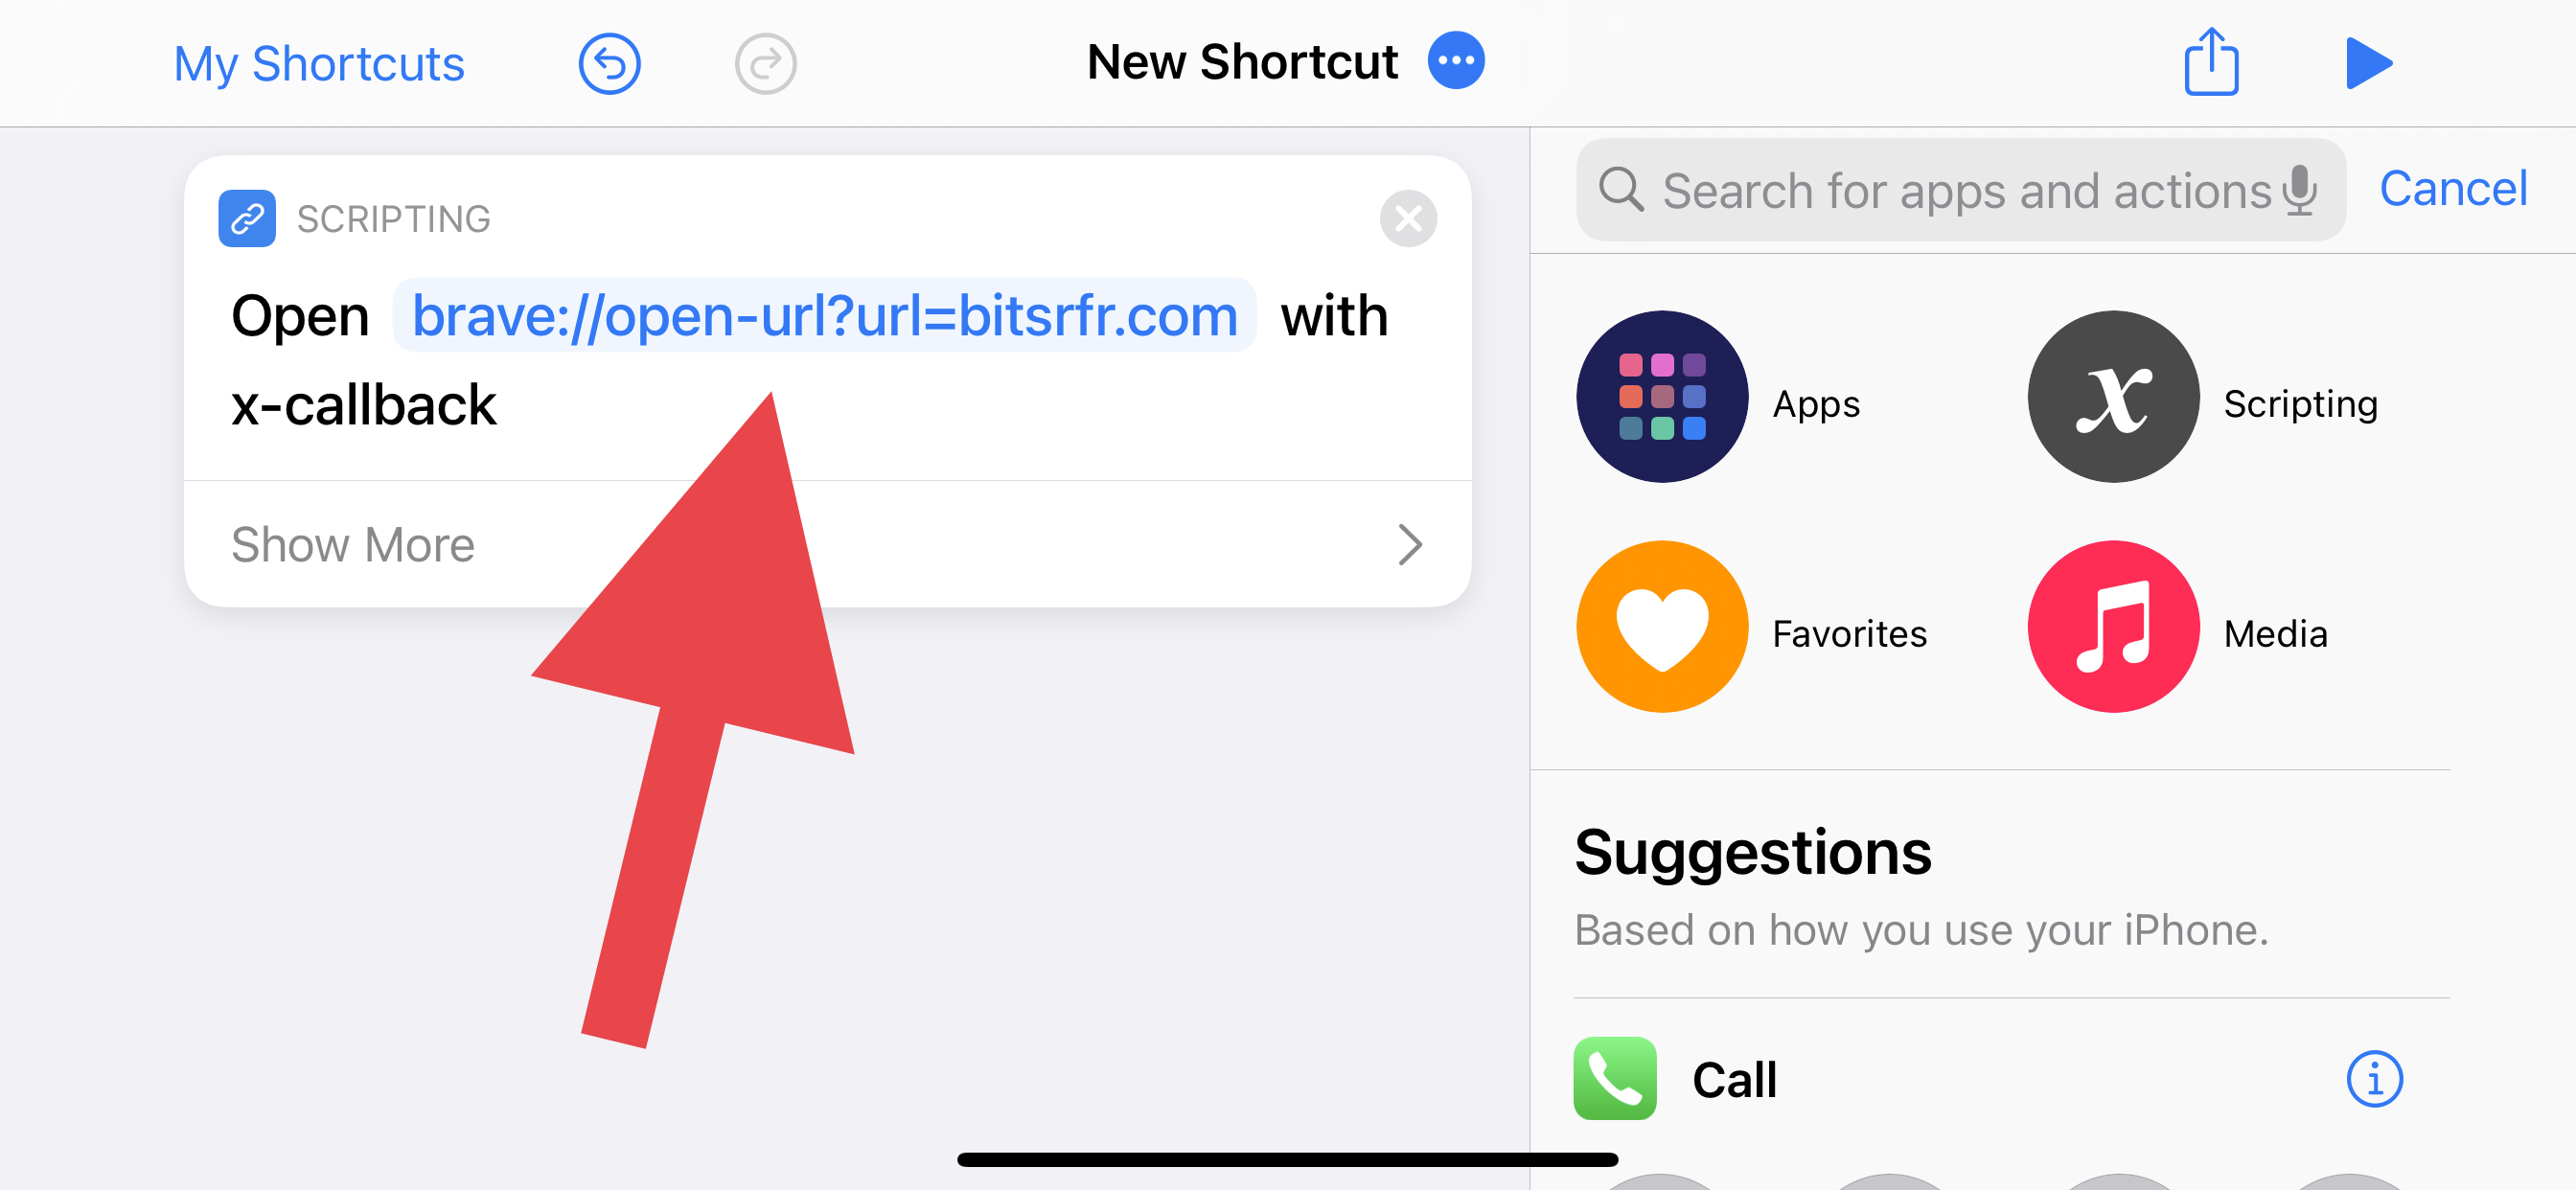 My Shortcuts
New Shortcut
SCRIPTING
Open brave://open-url?url=bitsrfr.com with
x-callback
Show More
Search for apps and actions
Cancel
Apps
Scripting
Favorites
Media
Suggestions
Based on how you use your iPhone.
Call